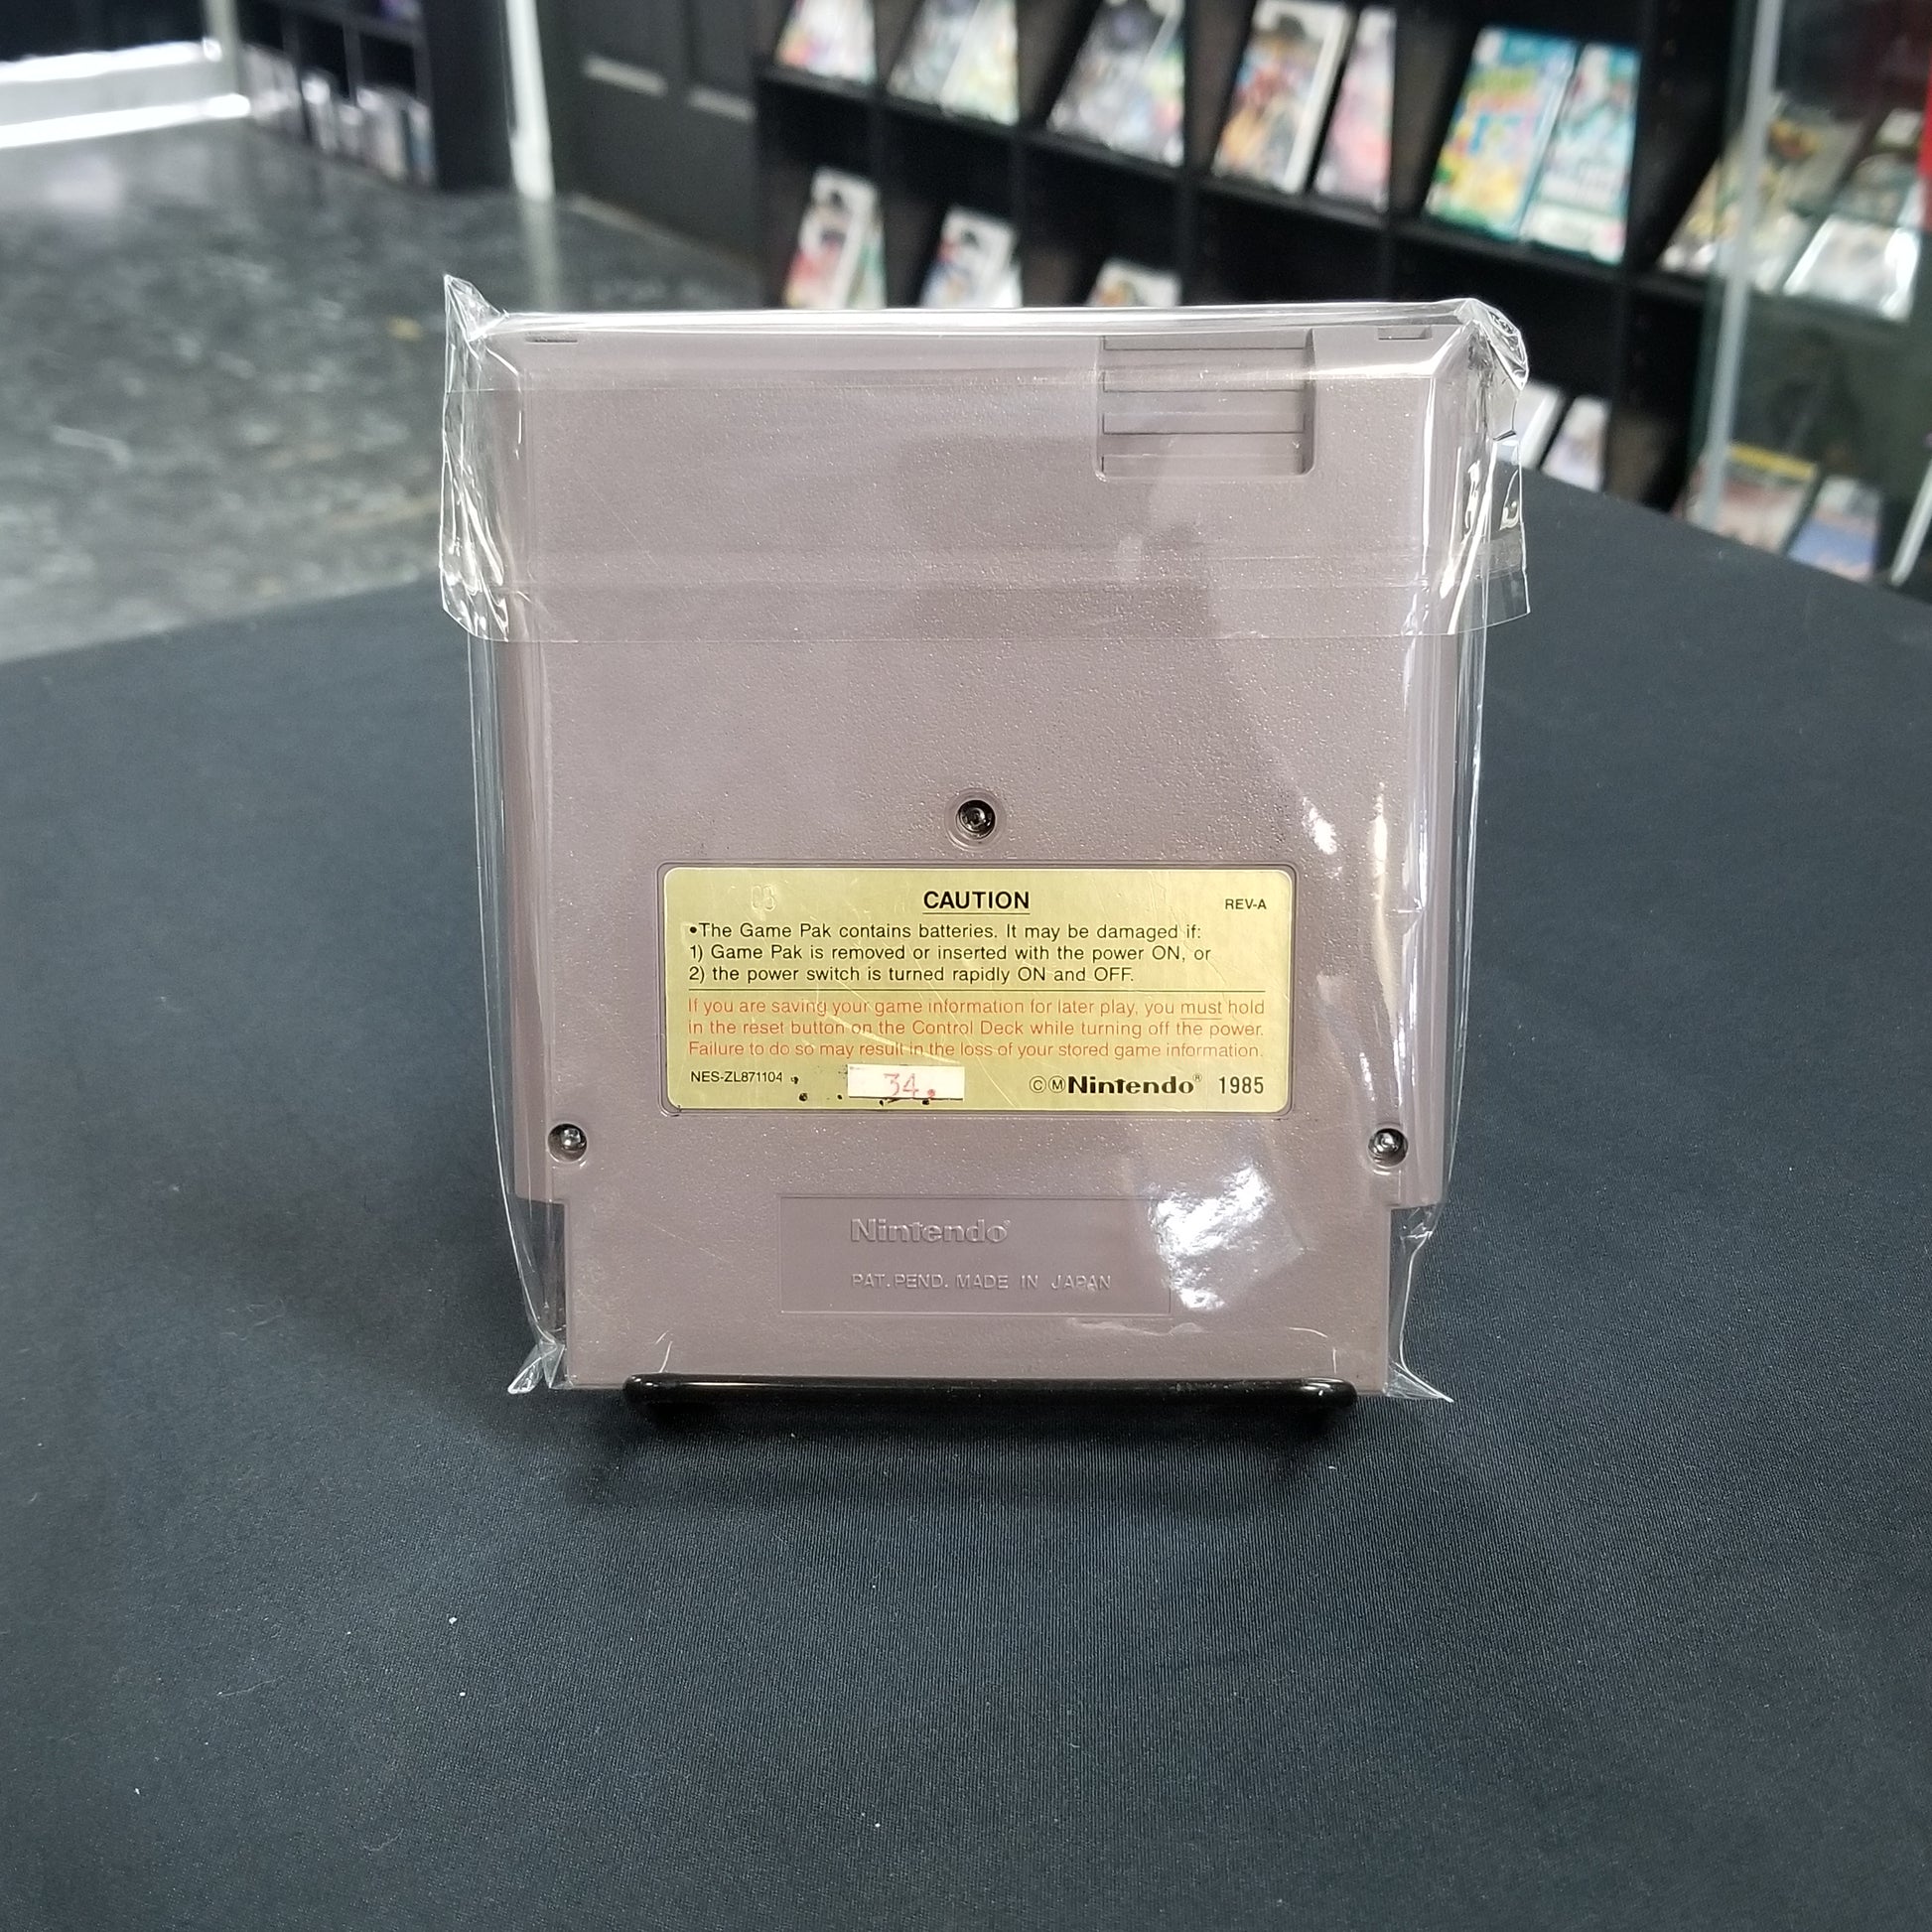 CAUTION
REV-A
•The Game Pak contains batteries. It may be damaged if:
1) Game Pak is removed or inserted with the power ON, or
2) the power switch is turned rapidly ON and OFF.
If you are saving your game information for later play, you must hold
in the reset button on the Control Deck while turning off the power.
Failure to do so may result in the loss of your stored game information.
NES-ZL871104
34.
©ⓂNintendo® 1985
Nintendo®
PAT.PEND. MADE IN JAPAN